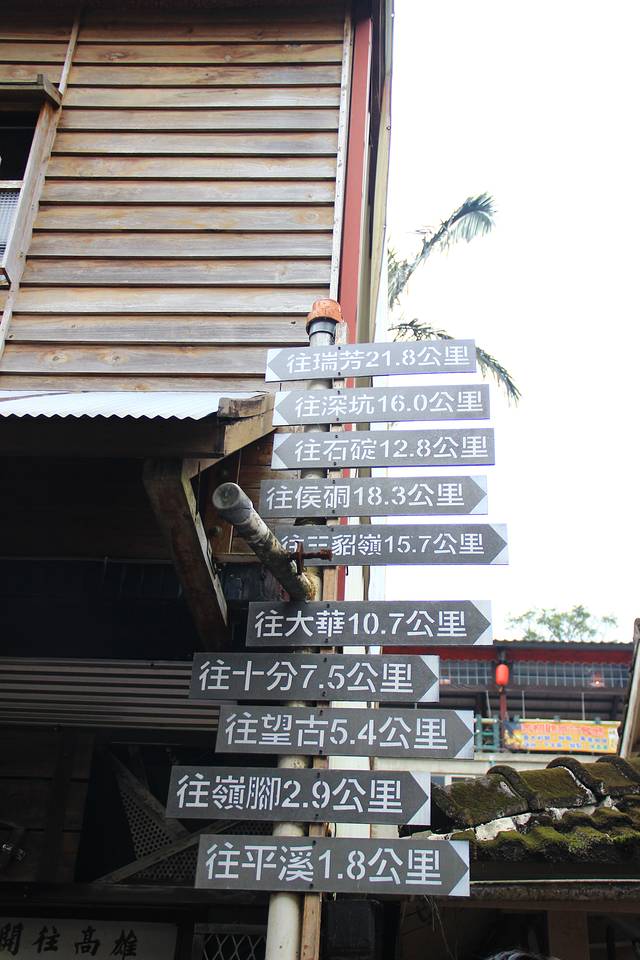 往瑞芳21.8公里
往深坑16.0公里
往石碇12.8公里
往侯硐18.3公里
往三貂嶺15.7公里
往大華10.7公里
往十分7.5公里
往望古5.4公里
往嶺腳2.9公里
往平溪1.8公里
開往高雄